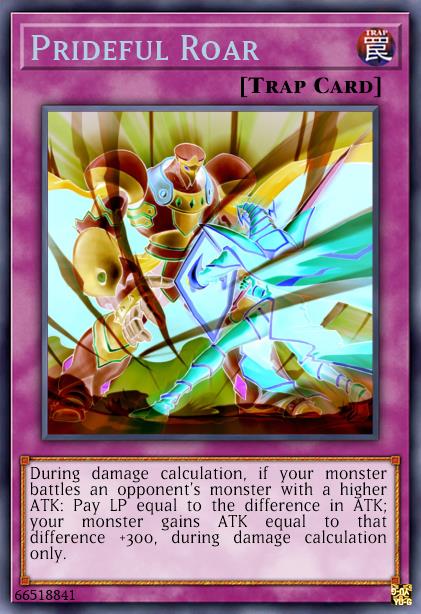 PRIDEFUL ROAR
TRAP
罠
[TRAP CARD]
During damage calculation, if your monster
battles an opponent's monster with a higher
ATK: Pay LP equal to the difference in ATK;
your monster gains ATK equal to that
difference +300, during damage calculation
only.
66518841